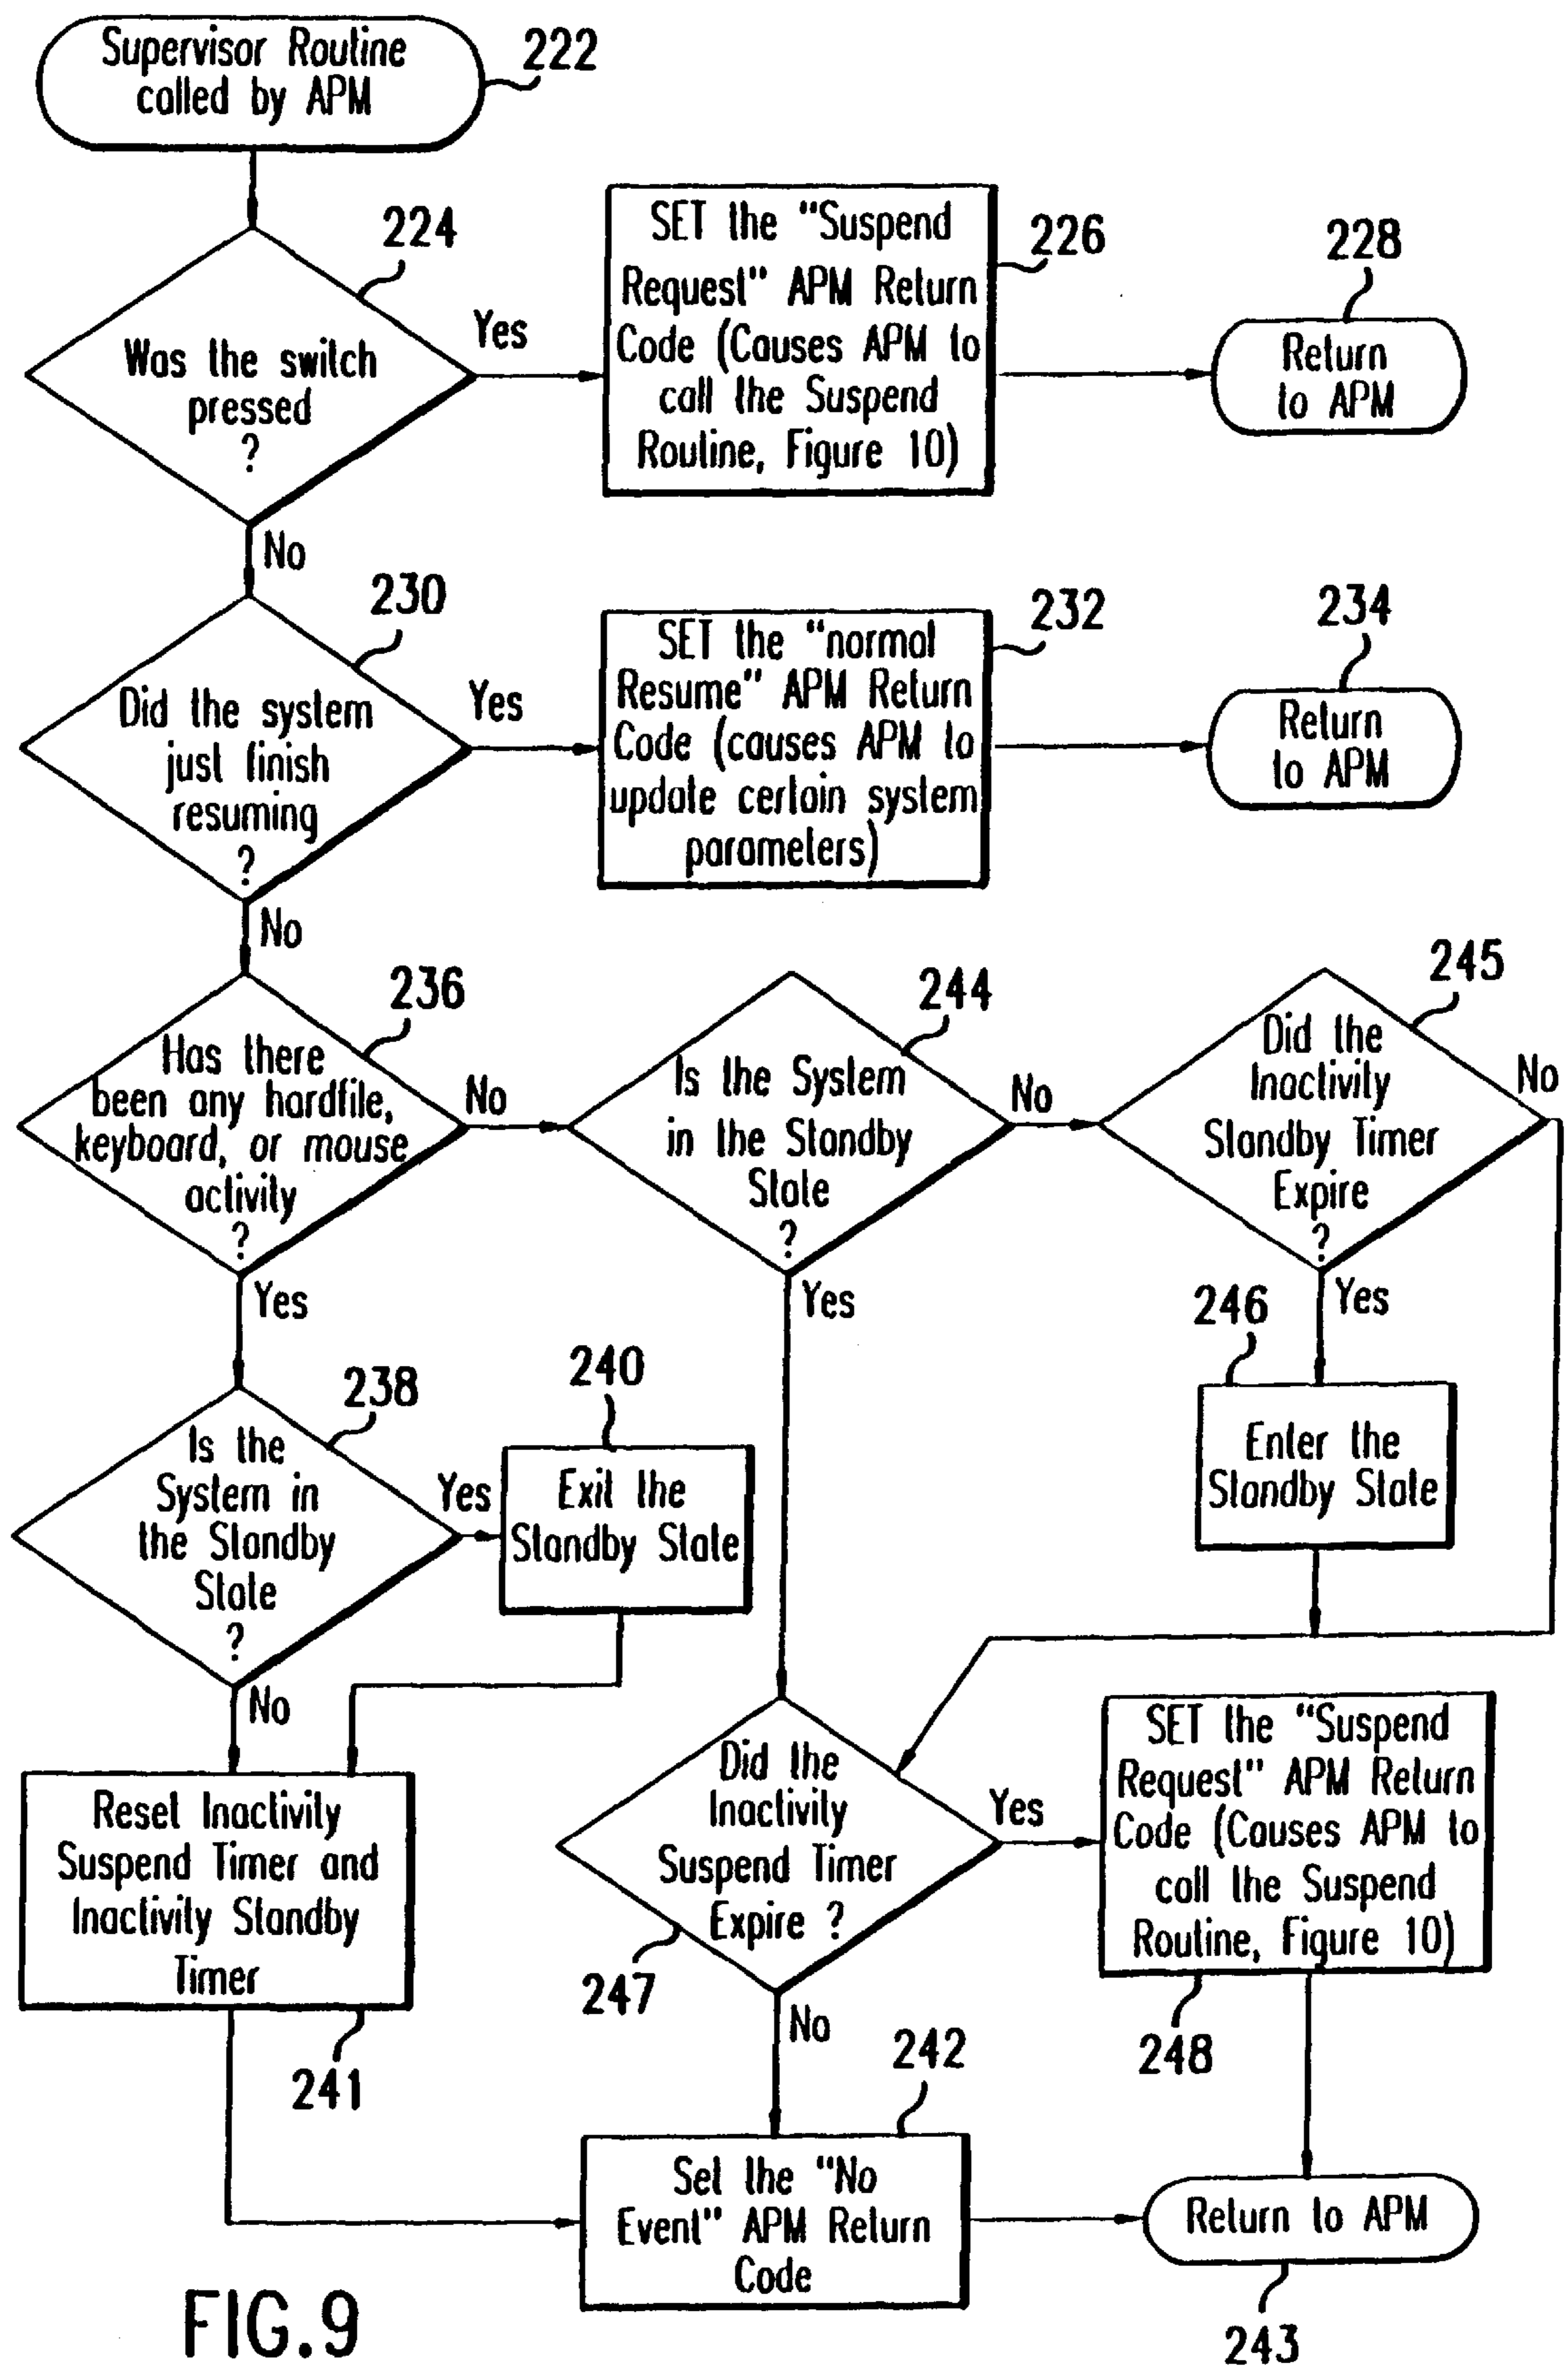 Supervisor Routine
called by APM
222
224
Was the switch
pressed
?
Yes
No
SET the "Suspend
Request" APM Return
Code (Causes APM to
call the Suspend
Routine, Figure 10)
226
228
Return
to APM
230
Did the system
just finish
resuming
?
Yes
No
SET the "normal
Resume" APM Return
Code (causes APM to
update certain system
parameters)
232
234
Return
to APM
236
Has there
been any hardfile,
keyboard, or mouse
activity
?
No
Yes
244
Is the System
in the Standby
State
?
No
Yes
245
Did the
Inactivity
Standby Timer
Expire
?
No
Yes
246
Enter the
Standby State
238
Is the
System in
the Standby
State
?
Yes
No
240
Exit the
Standby State
Reset Inactivity
Suspend Timer and
Inactivity Standby
Timer
241
Did the
Inactivity
Suspend Timer
Expire ?
247
Yes
No
SET the "Suspend
Request" APM Return
Code (Causes APM to
call the Suspend
Routine, Figure 10)
248
242
Set the "No
Event" APM Return
Code
Return to APM
243
FIG.9